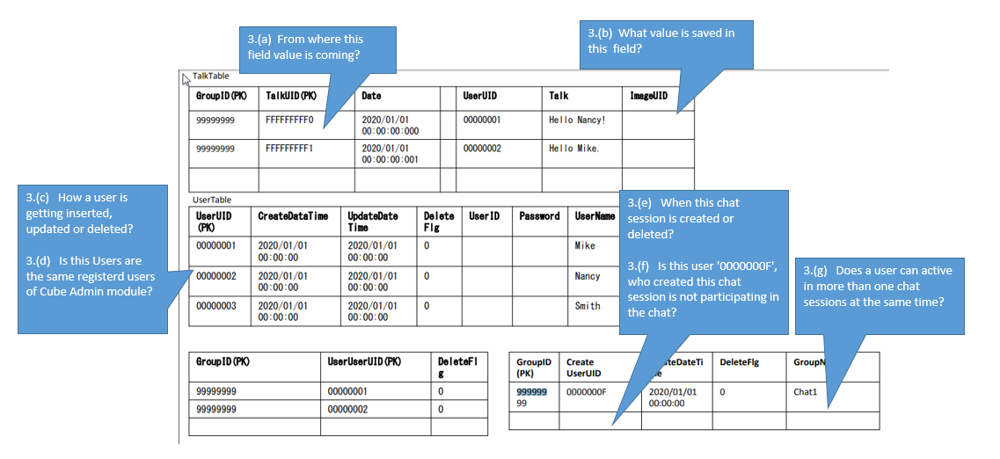 3.(a) From where this
field value is coming?
3.(b) What value is saved in
this field?
TalkTable
GroupID(PK) TalkUID(PK) Date UserUID Talk ImageUID
99999999 FFFFFFFFF0 2020/01/01 00000001 Hello Nancy!
00:00:00:000
99999999 FFFFFFFFF1 2020/01/01 00000002 Hello Mike.
00:00:00:001
3.(c) How a user is
getting inserted,
updated or deleted?
3.(d) Is this Users are
the same registerd users
of Cube Admin module?
UserTable
UserUID CreateDataTime UpdateDate Delete UserID Password UserName
(PK) Time Flg
00000001 2020/01/01 2020/01/01 0 Mike
00:00:00 00:00:00
00000002 2020/01/01 2020/01/01 0 Nancy
00:00:00 00:00:00
00000003 2020/01/01 2020/01/01 0 Smith
00:00:00 00:00:00
3.(e) When this chat
session is created or
deleted?
3.(f) Is this user '0000000F',
who created this chat
session is not participating in
the chat?
3.(g) Does a user can active
in more than one chat
sessions at the same time?
GroupID(PK) UserUserUID(PK) DeleteFl
g
99999999 00000001 0
99999999 00000002 0
GroupID Create teDateTi DeleteFlg GroupN
(PK) UserUID e
999999 0000000F 2020/01/01 0 Chat1
99 00:00:00